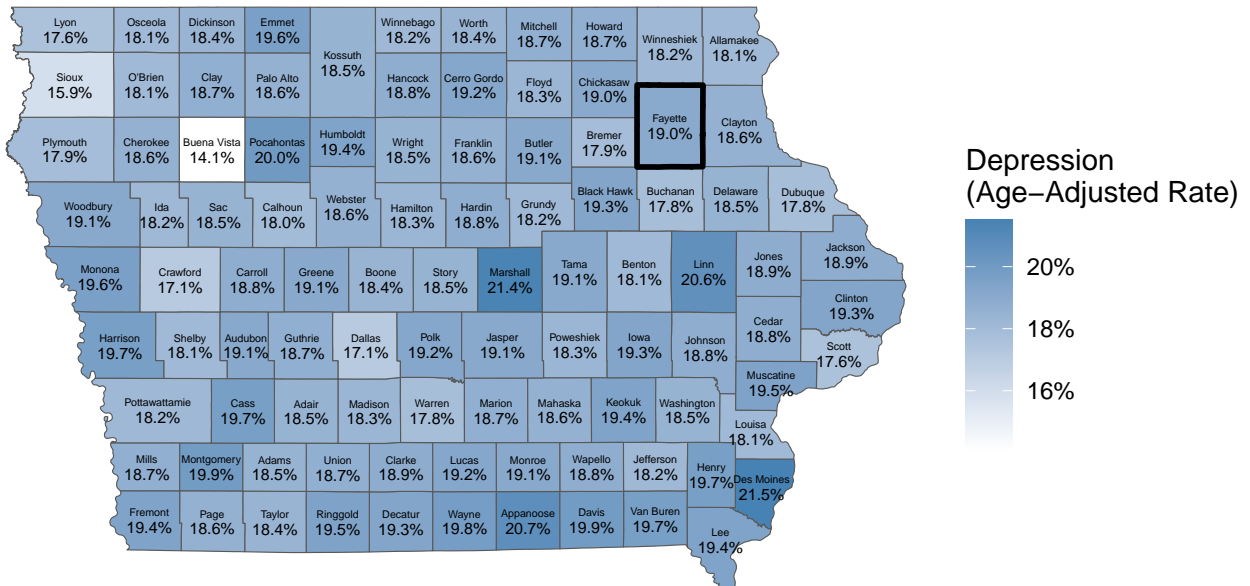 Lyon
17.6%
Osceola
18.1%
Dickinson
18.4%
Emmet
19.6%
Kossuth
18.5%
Winnebago
18.2%
Worth
18.4%
Mitchell
18.7%
Howard
18.7%
Winneshiek
18.2%
Allamakee
18.1%
Sioux
15.9%
O'Brien
18.1%
Clay
18.7%
Palo Alto
18.6%
Hancock
18.8%
Cerro Gordo
19.2%
Floyd
18.3%
Chickasaw
19.0%
Fayette
19.0%
Clayton
18.6%
Plymouth
17.9%
Cherokee
18.6%
Buena Vista
14.1%
Pocahontas
20.0%
Humboldt
19.4%
Wright
18.5%
Franklin
18.6%
Butler
19.1%
Bremer
17.9%
Woodbury
19.1%
Ida
18.2%
Sac
18.5%
Calhoun
18.0%
Webster
18.6%
Hamilton
18.3%
Hardin
18.8%
Grundy
18.2%
Black Hawk
19.3%
Buchanan
17.8%
Delaware
18.5%
Dubuque
17.8%
Monona
19.6%
Crawford
17.1%
Carroll
18.8%
Greene
19.1%
Boone
18.4%
Story
18.5%
Marshall
21.4%
Tama
19.1%
Benton
18.1%
Linn
20.6%
Jones
18.9%
Jackson
18.9%
Clinton
19.3%
Harrison
19.7%
Shelby
18.1%
Audubon
19.1%
Guthrie
18.7%
Dallas
17.1%
Polk
19.2%
Jasper
19.1%
Poweshiek
18.3%
Iowa
19.3%
Johnson
18.8%
Cedar
18.8%
Scott
17.6%
Muscatine
19.5%
Pottawattamie
18.2%
Cass
19.7%
Adair
18.5%
Madison
18.3%
Warren
17.8%
Marion
18.7%
Mahaska
18.6%
Keokuk
19.4%
Washington
18.5%
Louisa
18.1%
Mills
18.7%
Montgomery
19.9%
Adams
18.5%
Union
18.7%
Clarke
18.9%
Lucas
19.2%
Monroe
19.1%
Wapello
18.8%
Jefferson
18.2%
Henry
19.7%
Des Moines
21.5%
Fremont
19.4%
Page
18.6%
Taylor
18.4%
Ringgold
19.5%
Decatur
19.3%
Wayne
19.8%
Appanoose
20.7%
Davis
19.9%
Van Buren
19.7%
Lee
19.4%
Depression
(Age−Adjusted Rate)
20%
18%
16%